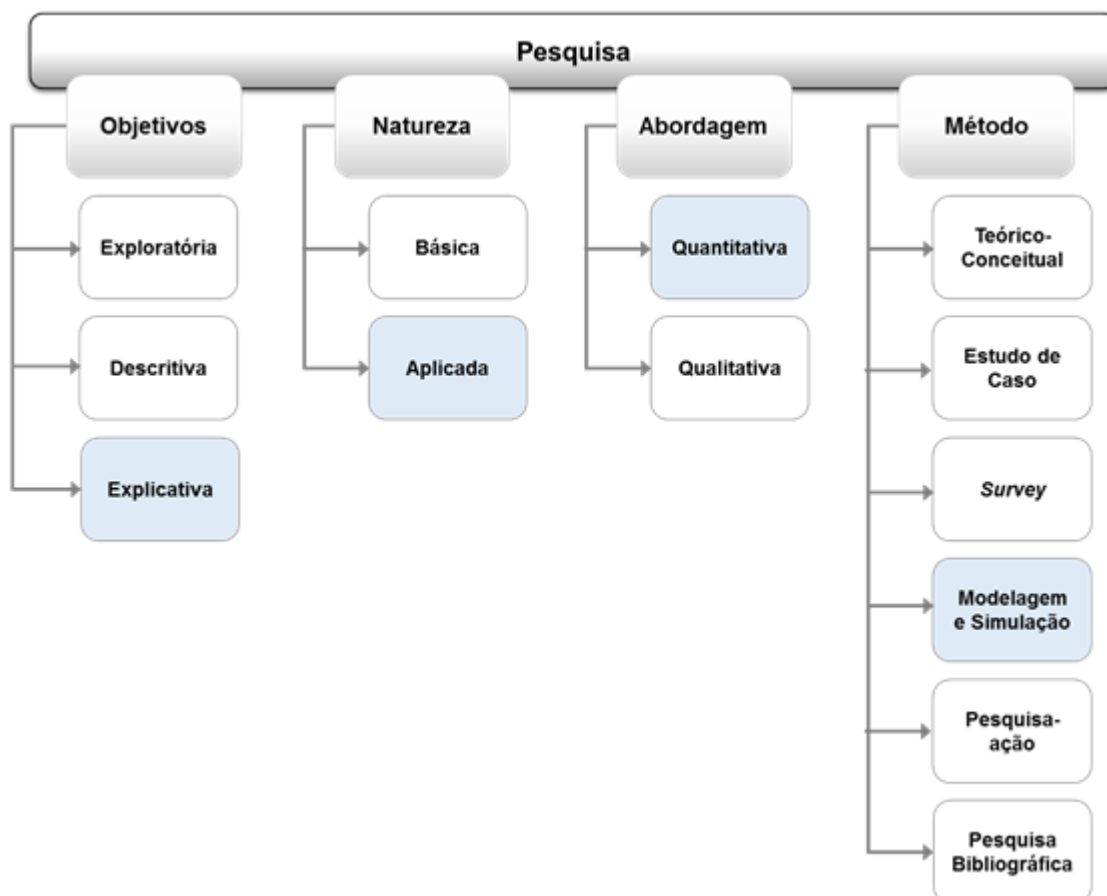 Pesquisa
Objetivos
Natureza
Abordagem
Método
Exploratória
Básica
Quantitativa
Teórico-
Conceitual
Descritiva
Aplicada
Qualitativa
Estudo de
Caso
Explicativa
Survey
Modelagem
e Simulação
Pesquisa-
ação
Pesquisa
Bibliográfica